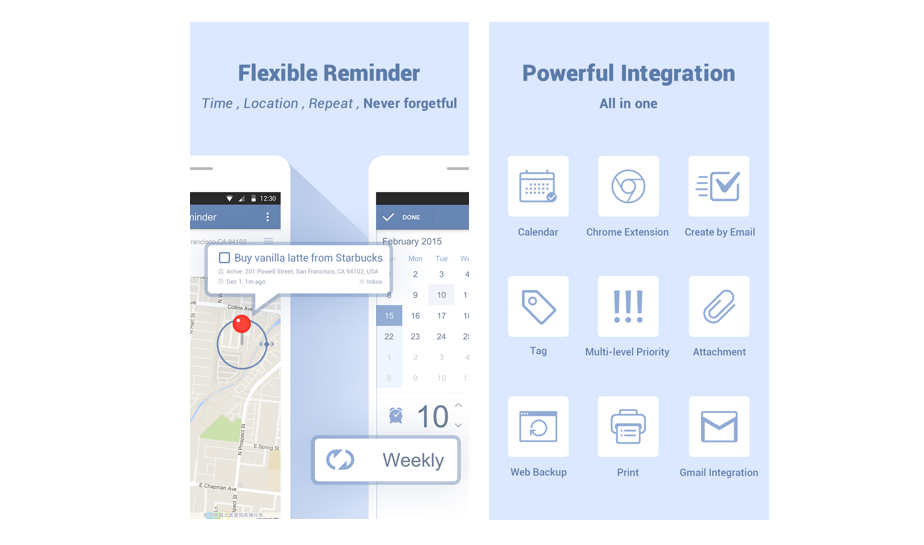 Flexible Reminder
Time , Location , Repeat , Never forgetful
12:30
minder
DONE
rancisco,CA 94102
February 2015
Mon Tue We
Buy vanilla latte from Starbucks
Arrive: 201 Powell Street, San Francisco, CA 94102, USA
Dec 1, 1m ago Inbox
2 3 4
8 9 10 11
15 16 17 18
22 23 24 25
1 2 3 4
8 9 10 11
Collins Ave
N Prospect St
E Spring St
E Chapman Ave
10
Weekly
Powerful Integration
All in one
Calendar
Chrome Extension
Create by Email
Tag
Multi-level Priority
Attachment
Web Backup
Print
Gmail Integration